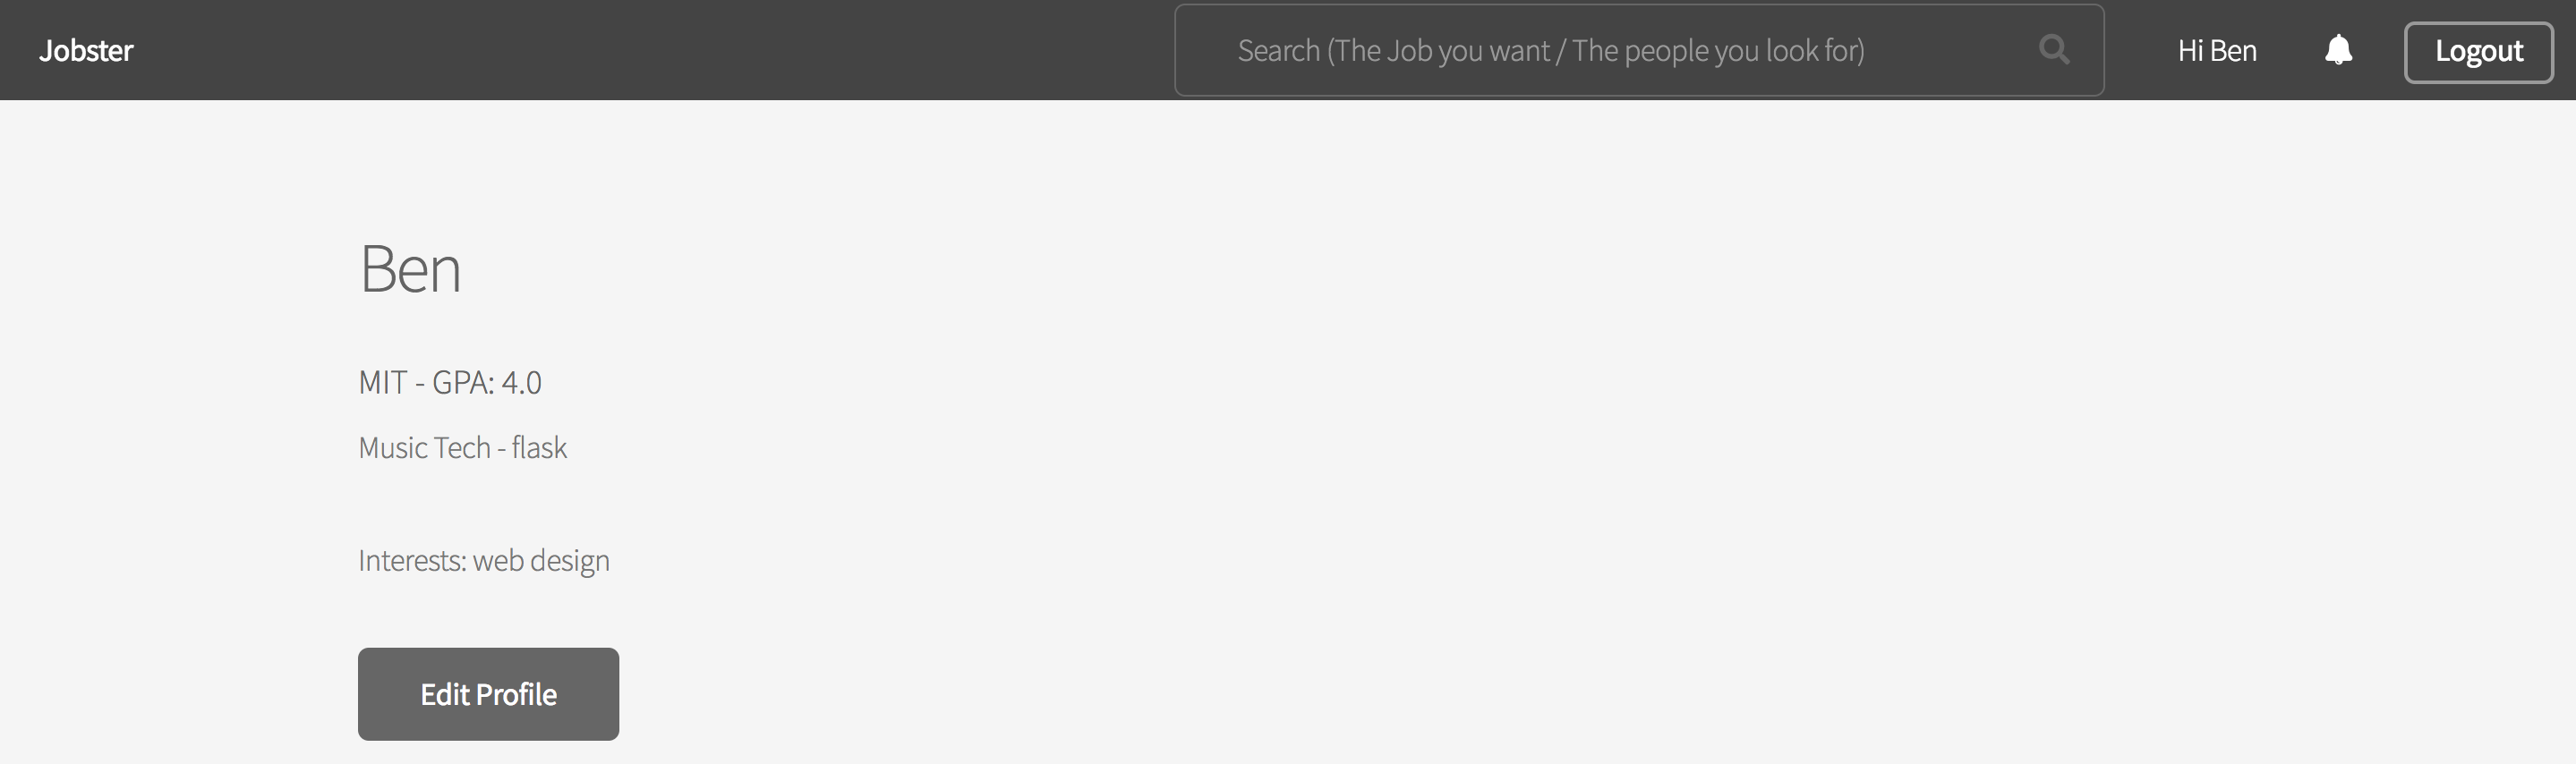 Jobster
Search (The Job you want / The people you look for)
Hi Ben
Logout
Ben
MIT - GPA: 4.0
Music Tech - flask
Interests: web design
Edit Profile